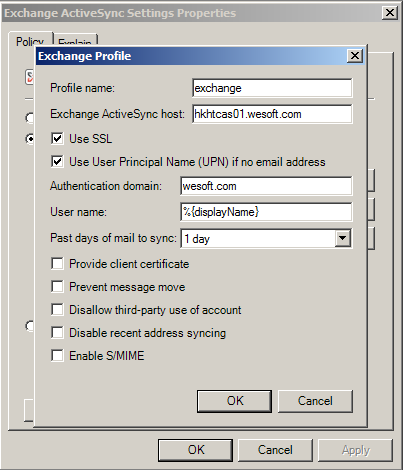 Exchange ActiveSync Settings Properties
Policy Explain
Exchange Profile
Profile name: exchange
Exchange ActiveSync host: hkhtcas01.wesoft.com
Use SSL
Use User Principal Name (UPN) if no email address
Authentication domain: wesoft.com
User name: %{displayName}
Past days of mail to sync: 1 day
Provide client certificate
Prevent message move
Disallow third-party use of account
Disable recent address syncing
Enable S/MIME
OK Cancel
OK Cancel Apply